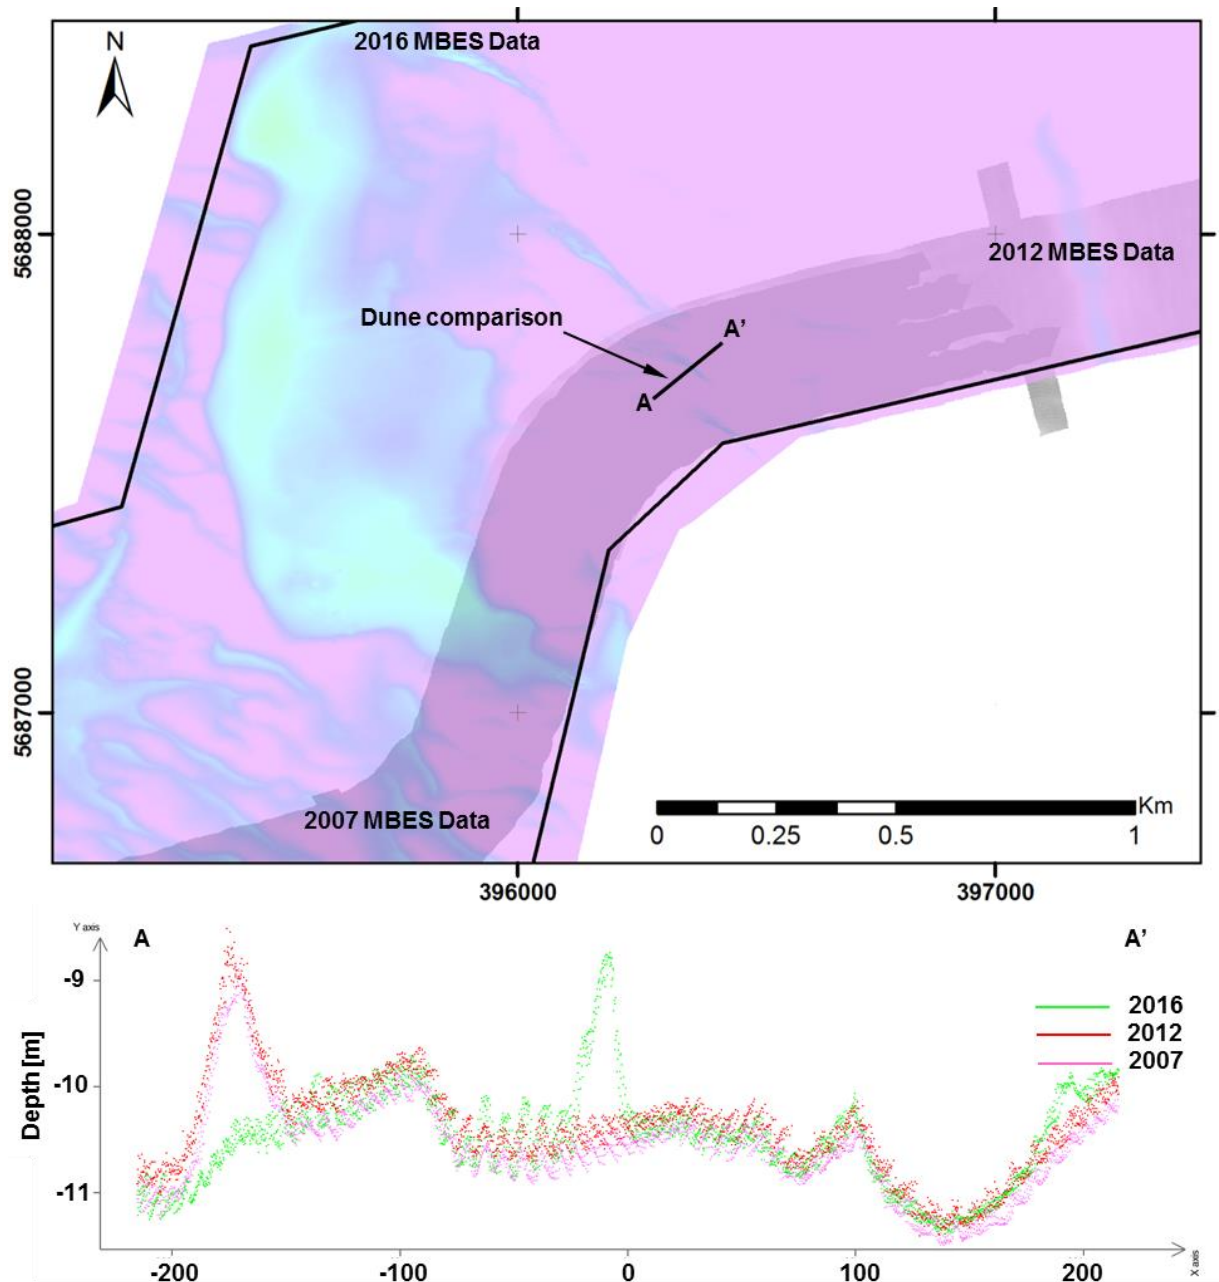 N
2016 MBES Data
5688000
2012 MBES Data
Dune comparison
A’
A
5687000
2007 MBES Data
Km
0 0.25 0.5 1
396000 397000
Y axis
A A’
-9
2016
2012
2007
-10
Depth [m]
-11
-200 -100 0 100 200
X axis